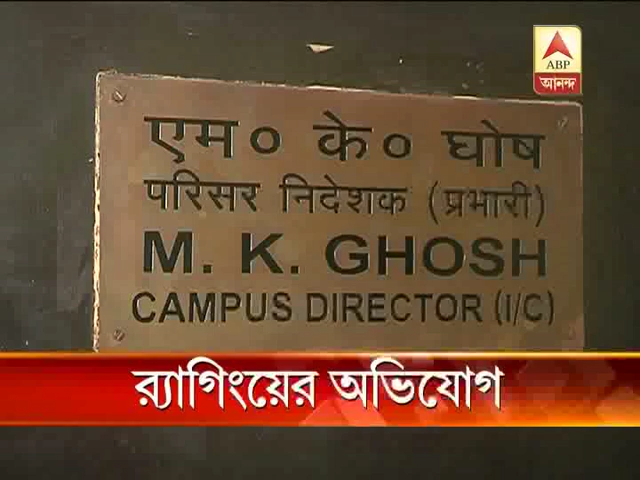 ABP
আনন্দ
एम० के० घोष
परिसर निदेशक (प्रभारी)
M. K. GHOSH
CAMPUS DIRECTOR (I/C)
র‍্যাগিংয়ের অভিযোগ